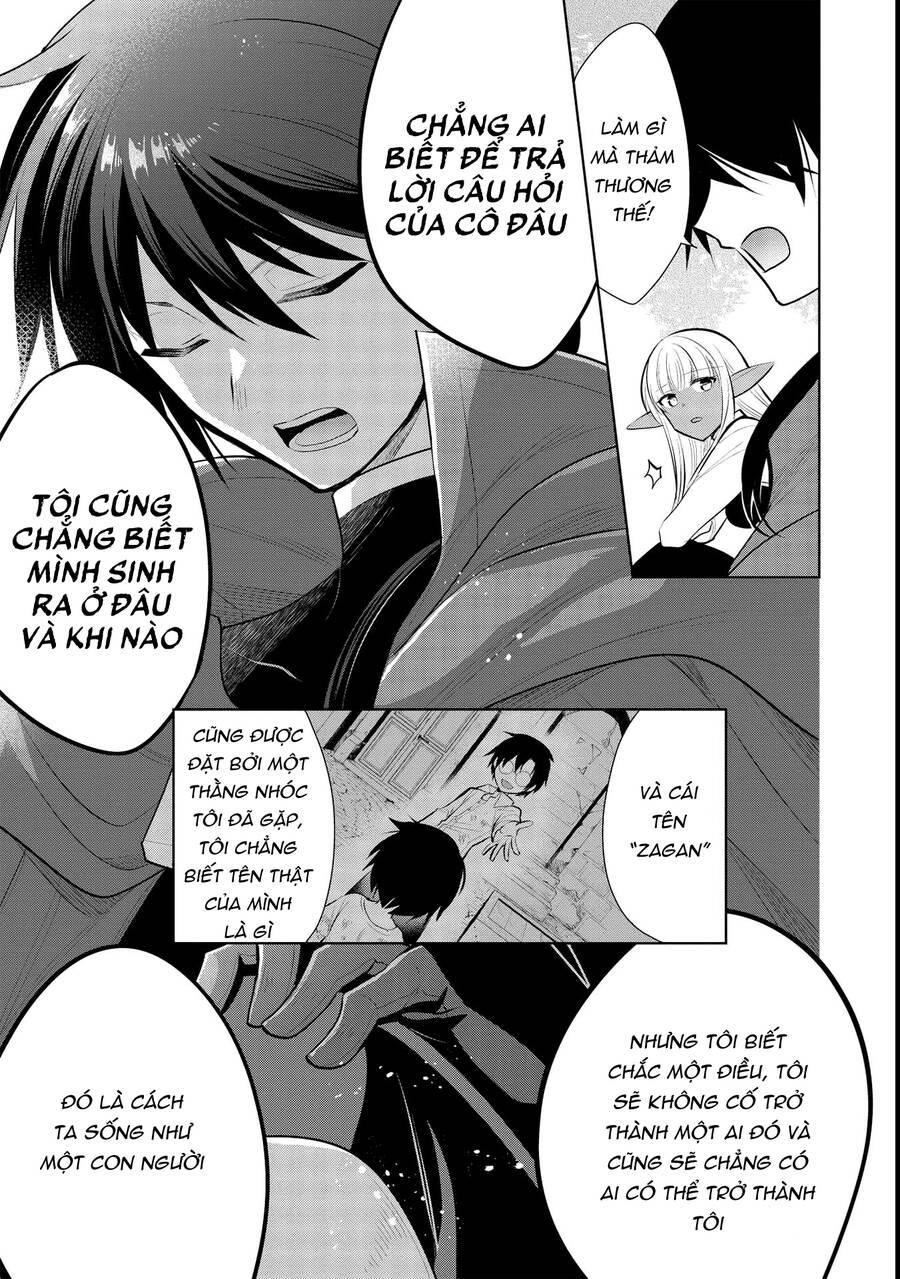 LÀM GÌ
MÀ THẢM
THƯƠNG
THẾ!
CHẲNG AI
BIẾT ĐỂ TRẢ
LỜI CÂU HỎI
CỦA CÔ ĐÂU
TÔI CŨNG
CHẲNG BIẾT
MÌNH SINH
RA Ở ĐÂU
VÀ KHI NÀO
VÀ CÁI
TÊN
“ZAGAN”
CŨNG ĐƯỢC
ĐẶT BỞI MỘT
THẰNG NHÓC
TÔI ĐÃ GẶP,
TÔI CHẲNG
BIẾT TÊN THẬT
CỦA MÌNH
LÀ GÌ
NHƯNG TÔI BIẾT
CHẮC MỘT ĐIỀU, TÔI
SẼ KHÔNG CỐ TRỞ
THÀNH MỘT AI ĐÓ VÀ
CŨNG SẼ CHẲNG CÓ
AI CÓ THỂ TRỞ THÀNH
TÔI
ĐÓ LÀ CÁCH
TA SỐNG NHƯ
MỘT CON NGƯỜI